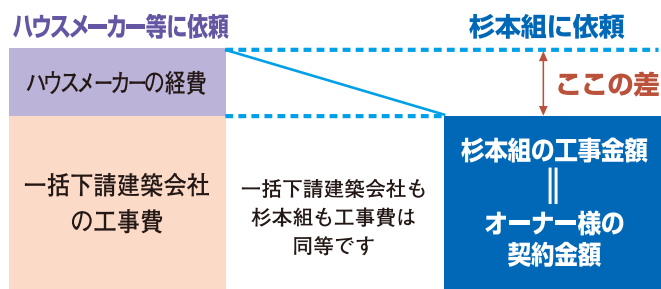 ハウスメーカー等に依頼
杉本組に依頼
ハウスメーカーの経費
ここの差
一括下請建築会社
の工事費
一括下請建築会社も
杉本組も工事費は
同等です
杉本組の工事金額
||
オーナー様の
契約金額